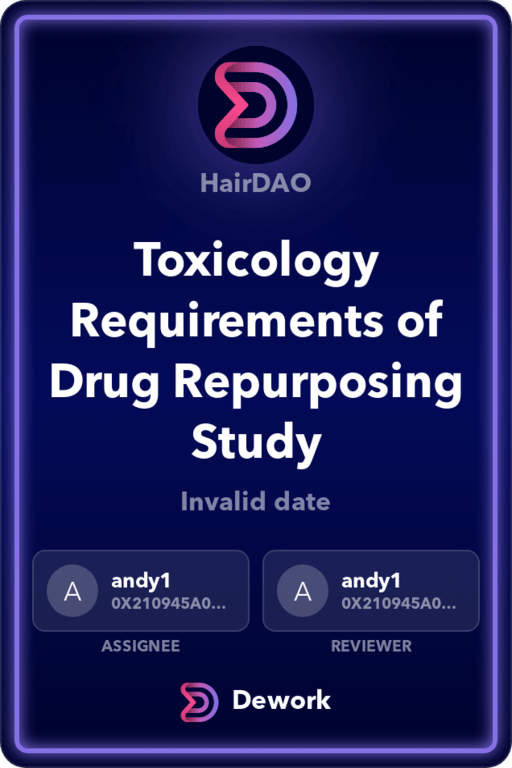 HairDAO
Toxicology
Requirements of
Drug Repurposing
Study
Invalid date
A andy1 0X210945A0...
ASSIGNEE
A andy1 0X210945A0...
REVIEWER
Dework